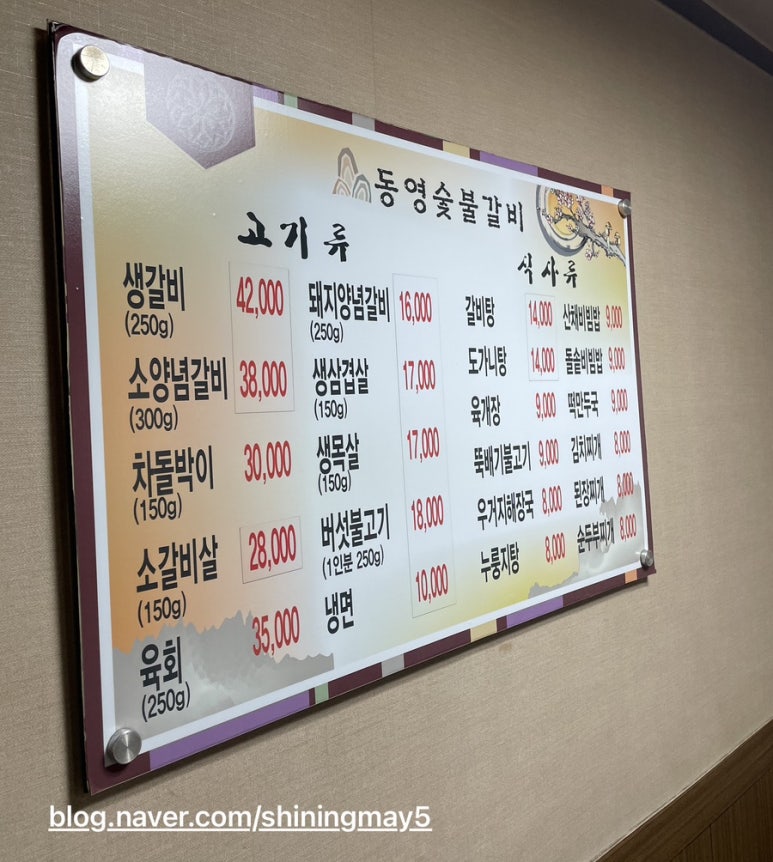 동영숯불갈비
고기류
생갈비 42,000
(250g)
소양념갈비 38,000
(300g)
차돌박이 30,000
(150g)
소갈비살 28,000
(150g)
육회 35,000
(250g)
돼지양념갈비 16,000
(250g)
생삼겹살 17,000
(150g)
생목살 17,000
(150g)
버섯불고기 18,000
(1인분 250g)
냉면 10,000
식사류
갈비탕 14,000
도가니탕 14,000
육개장 9,000
뚝배기불고기 9,000
우거지해장국 8,000
누룽지탕 8,000
산채비빔밥 9,000
돌솥비빔밥 9,000
떡만두국 9,000
김치찌개 8,000
된장찌개 8,000
순두부찌개 8,000
blog.naver.com/shiningmay5